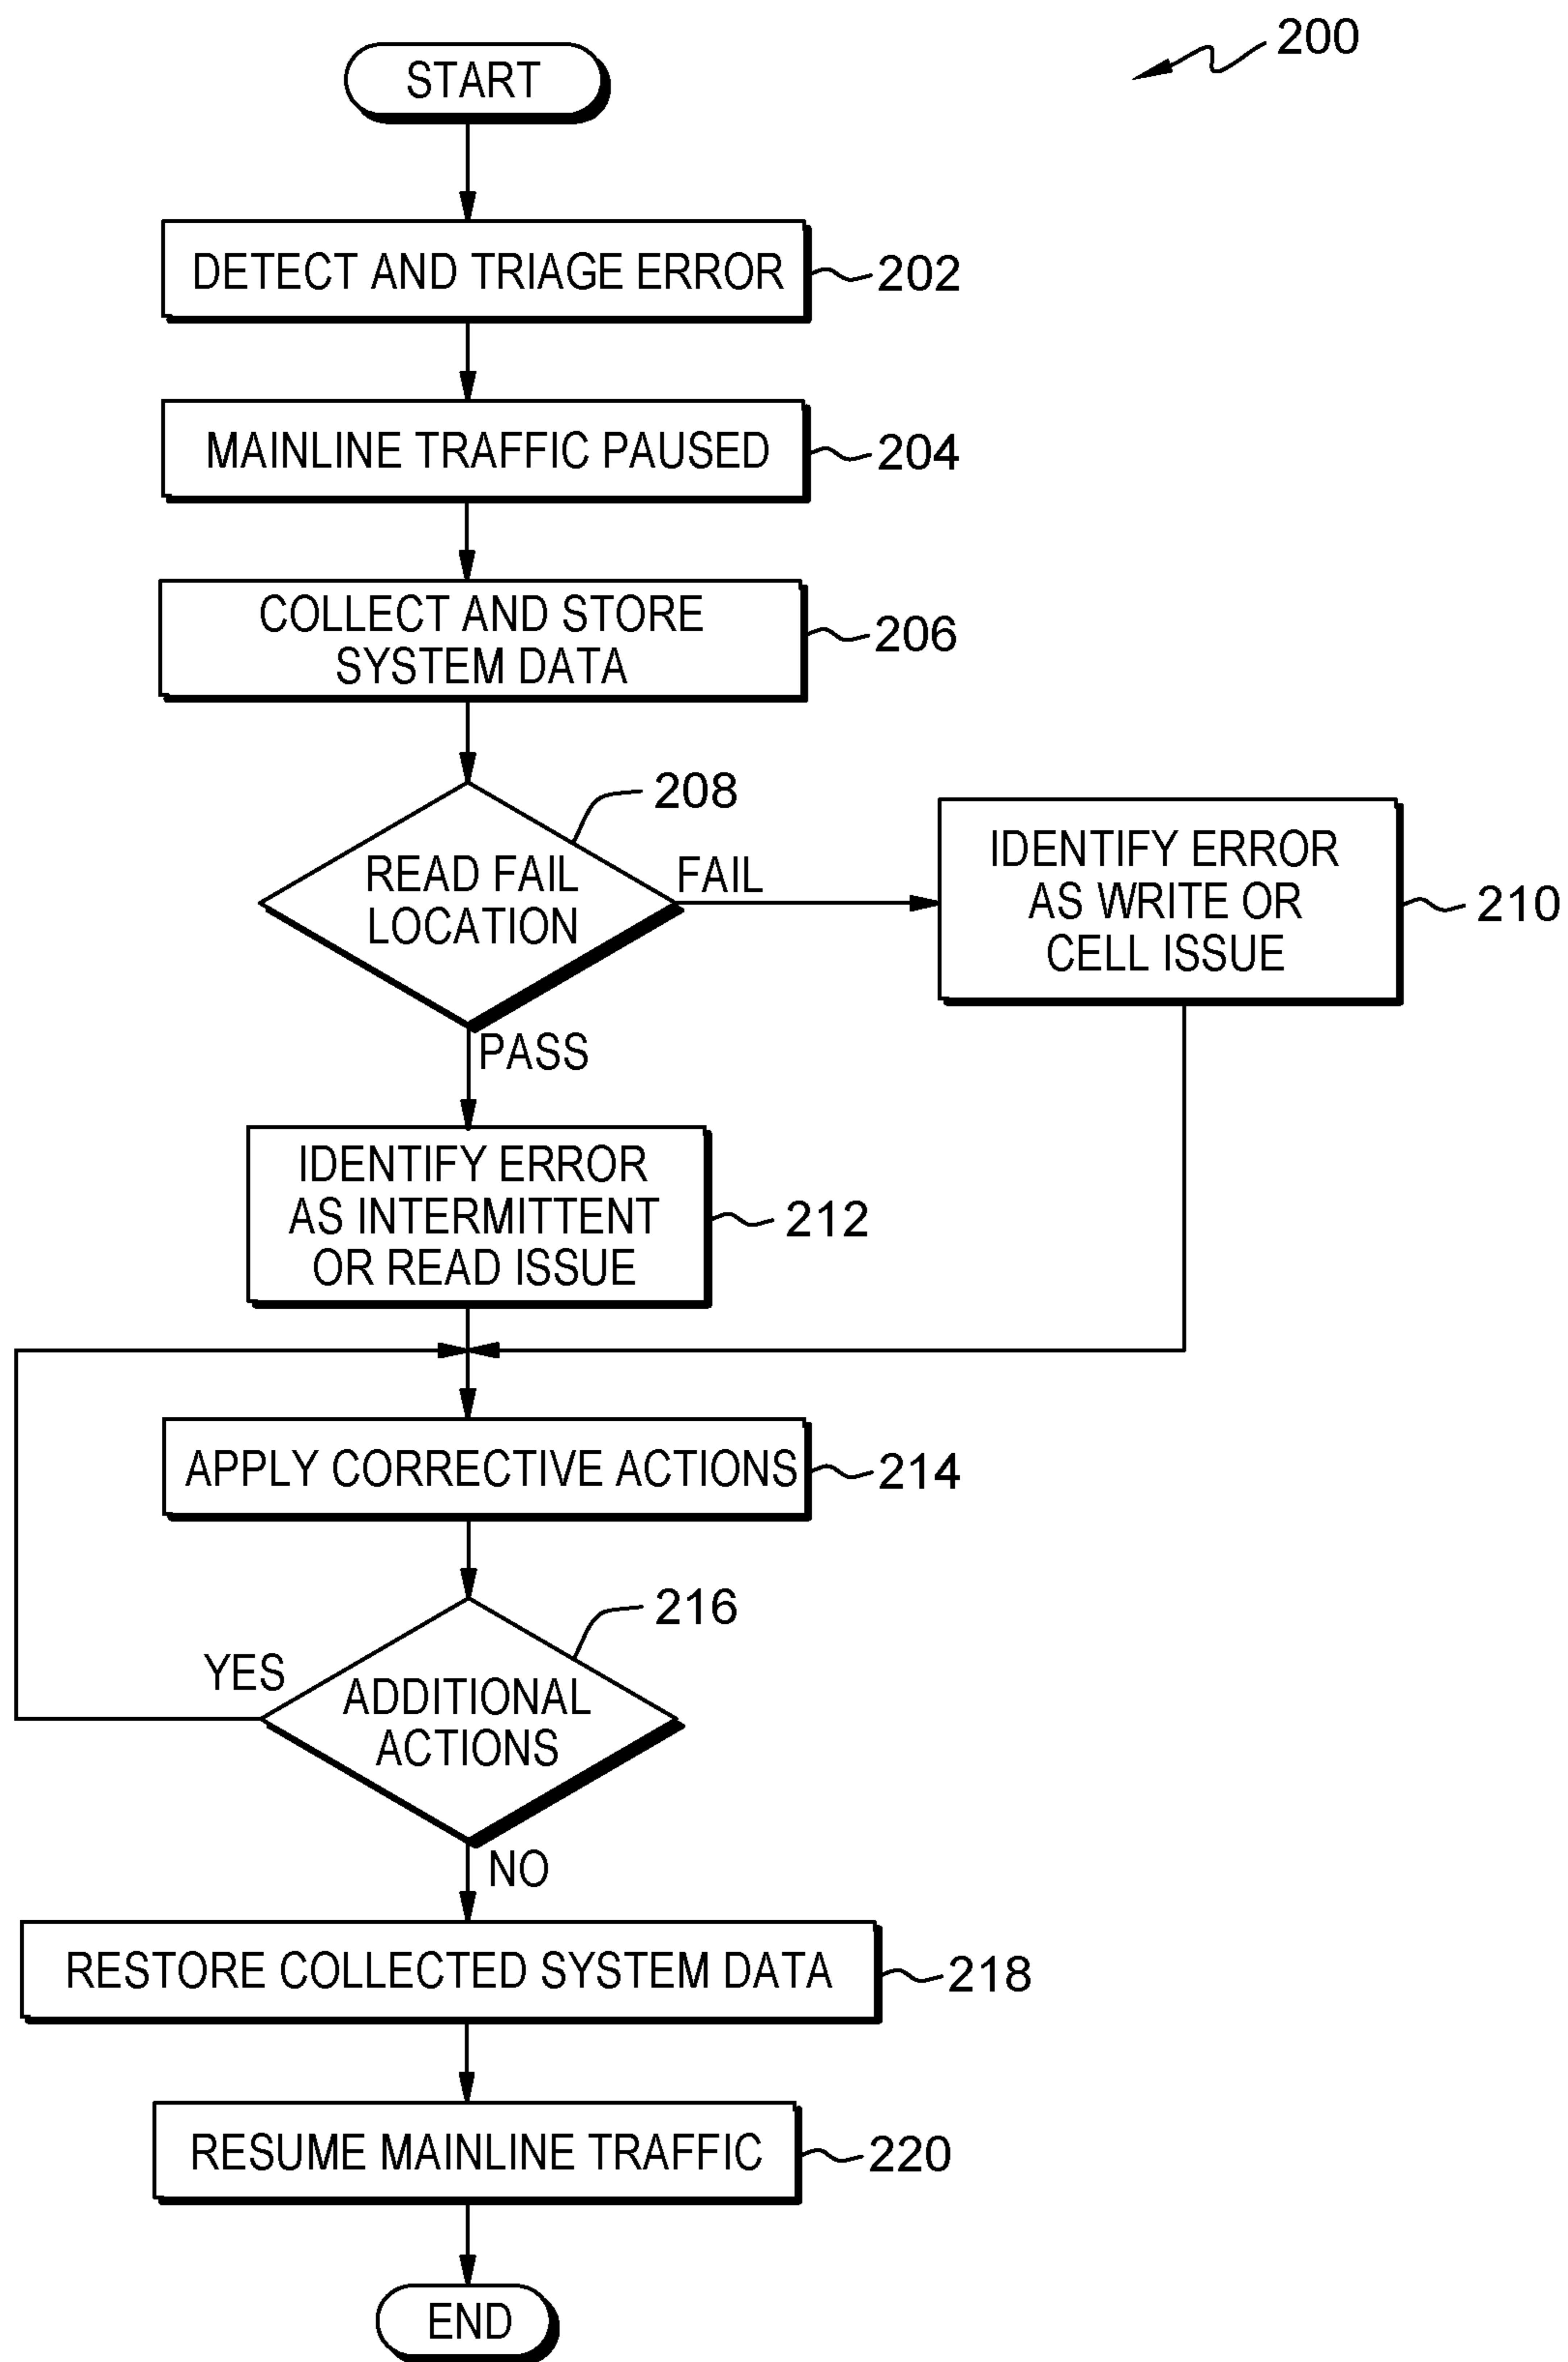 200
START
DETECT AND TRIAGE ERROR
202
MAINLINE TRAFFIC PAUSED
204
COLLECT AND STORE
SYSTEM DATA
206
208
READ FAIL
LOCATION
FAIL
IDENTIFY ERROR
AS WRITE OR
CELL ISSUE
210
PASS
IDENTIFY ERROR
AS INTERMITTENT
OR READ ISSUE
212
APPLY CORRECTIVE ACTIONS
214
216
YES
ADDITIONAL
ACTIONS
NO
RESTORE COLLECTED SYSTEM DATA
218
RESUME MAINLINE TRAFFIC
220
END